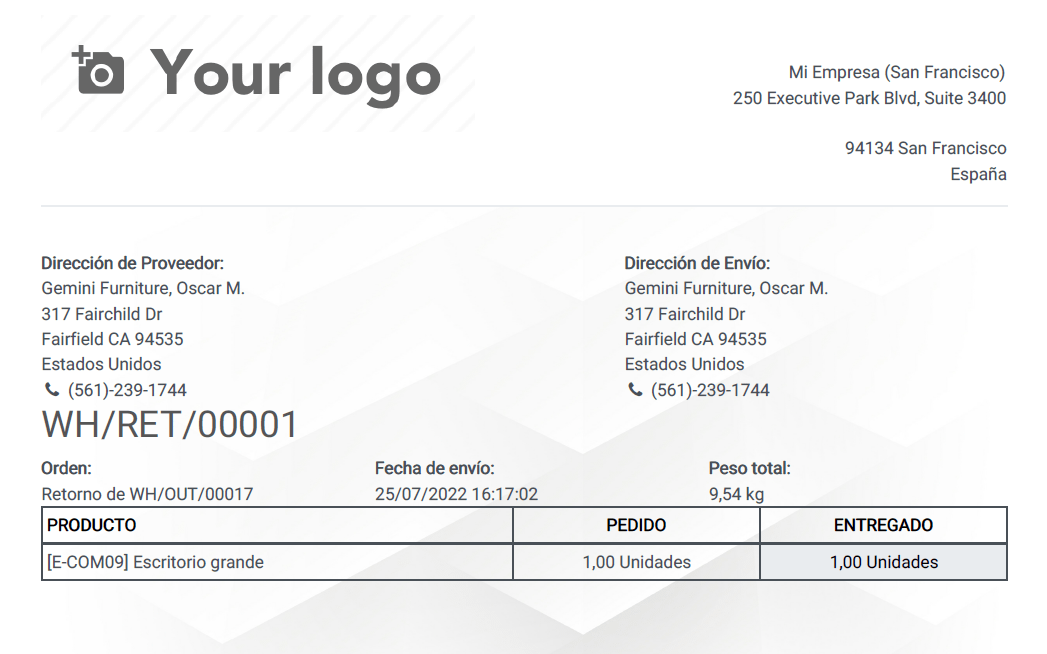 Your logo
Mi Empresa (San Francisco)
250 Executive Park Blvd, Suite 3400
94134 San Francisco
España
Dirección de Proveedor:
Gemini Furniture, Oscar M.
317 Fairchild Dr
Fairfield CA 94535
Estados Unidos
(561)-239-1744
Dirección de Envío:
Gemini Furniture, Oscar M.
317 Fairchild Dr
Fairfield CA 94535
Estados Unidos
(561)-239-1744
WH/RET/00001
Orden: Fecha de envío: Peso total:
Retorno de WH/OUT/00017 25/07/2022 16:17:02 9,54 kg
PRODUCTO PEDIDO ENTREGADO
[E-COM09] Escritorio grande 1,00 Unidades 1,00 Unidades